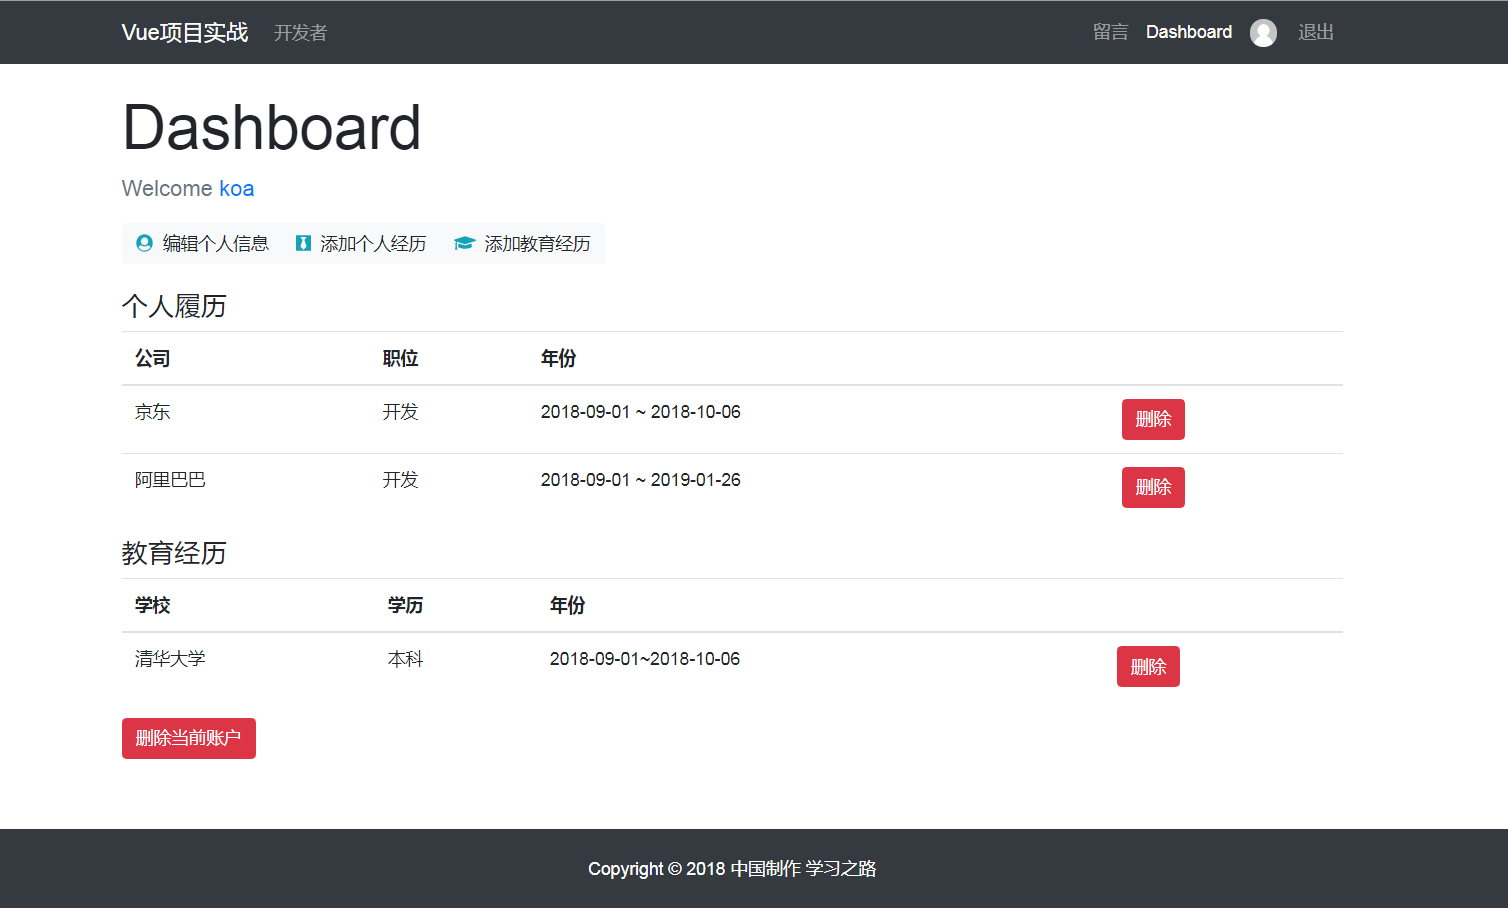 Vue项目实战 开发者 留言 Dashboard 退出
Dashboard
Welcome koa
编辑个人信息 添加个人经历 添加教育经历
个人履历
公司 职位 年份
京东 开发 2018-09-01 ~ 2018-10-06 删除
阿里巴巴 开发 2018-09-01 ~ 2019-01-26 删除
教育经历
学校 学历 年份
清华大学 本科 2018-09-01~2018-10-06 删除
删除当前账户
Copyright © 2018 中国制作 学习之路